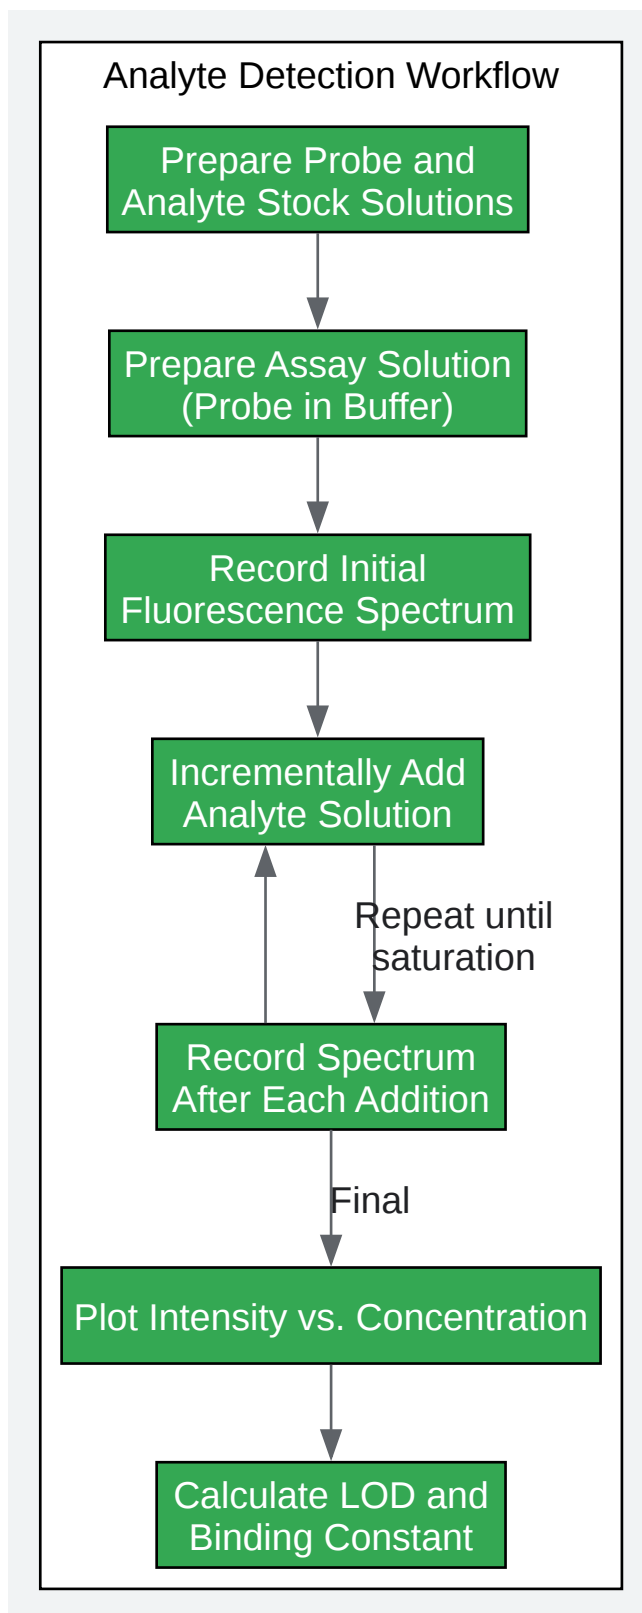 Analyte Detection Workflow
Prepare Probe and
Analyte Stock Solutions
Prepare Assay Solution
(Probe in Buffer)
Record Initial
Fluorescence Spectrum
Incrementally Add
Analyte Solution
Repeat until
saturation
Record Spectrum
After Each Addition
Final
Plot Intensity vs. Concentration
Calculate LOD and
Binding Constant